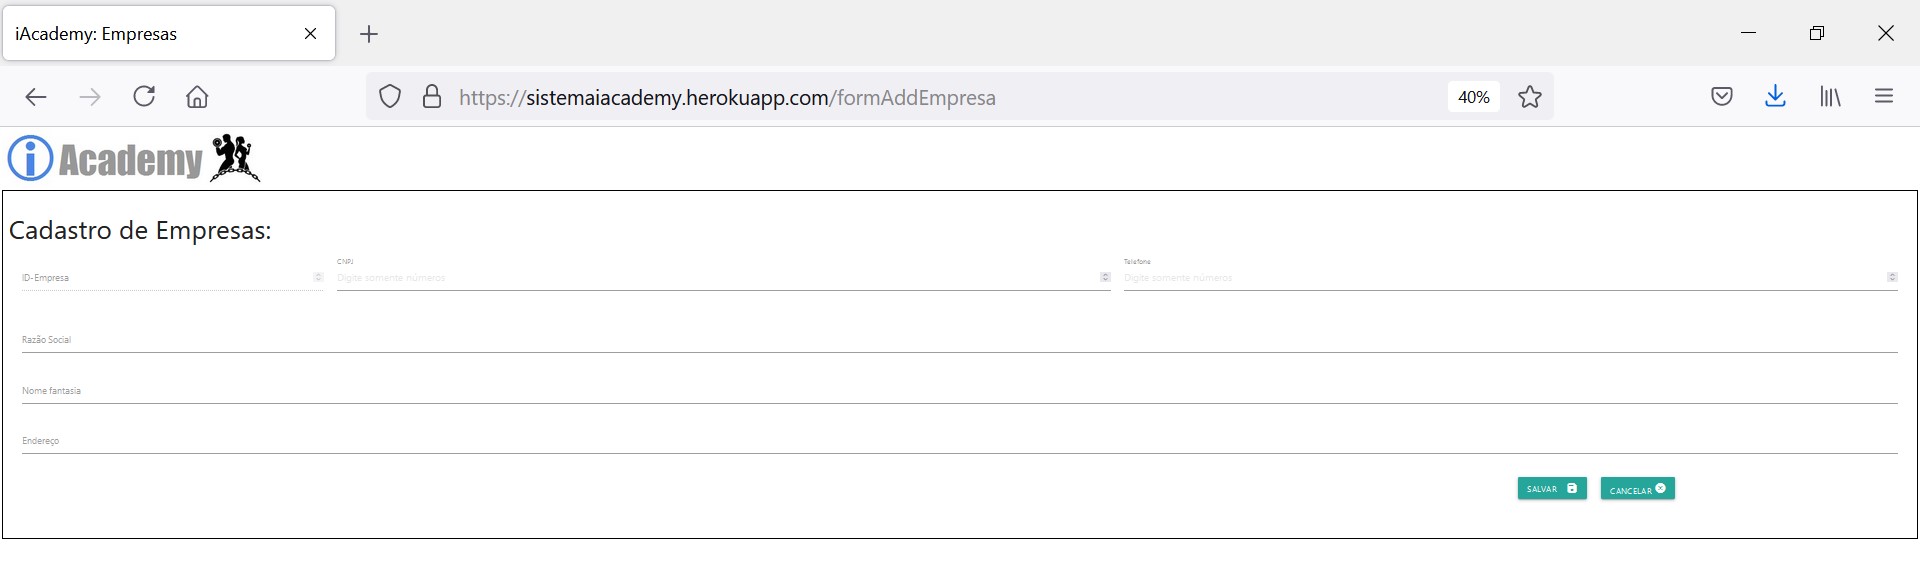 iAcademy: Empresas
https://sistemaiacademy.herokuapp.com/formAddEmpresa 40%
i Academy
Cadastro de Empresas:
ID-Empresa
CNPJ
Digite somente números
Telefone
Digite somente números
Razão Social
Nome fantasia
Endereço
SALVAR CANCELAR